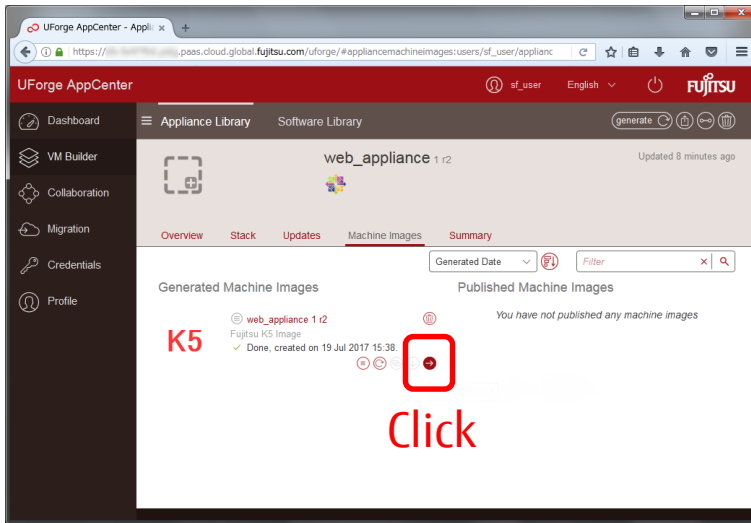 UForge AppCenter - Applia
https://
.paas.cloud.global.fujitsu.com/uforge/#appliancemachineimages:users/sf_user/applianc
UForge AppCenter
sf_user
English
FUJITSU
Dashboard
Appliance Library
Software Library
generate
VM Builder
web_appliance 1 r2
Updated 8 minutes ago
Collaboration
Migration
Overview
Stack
Updates
Machine Images
Summary
Credentials
Generated Date
Filter
Profile
Generated Machine Images
Published Machine Images
web_appliance 1 r2
You have not published any machine images
K5
Fujitsu K5 Image
Done, created on 19 Jul 2017 15:38.
Click